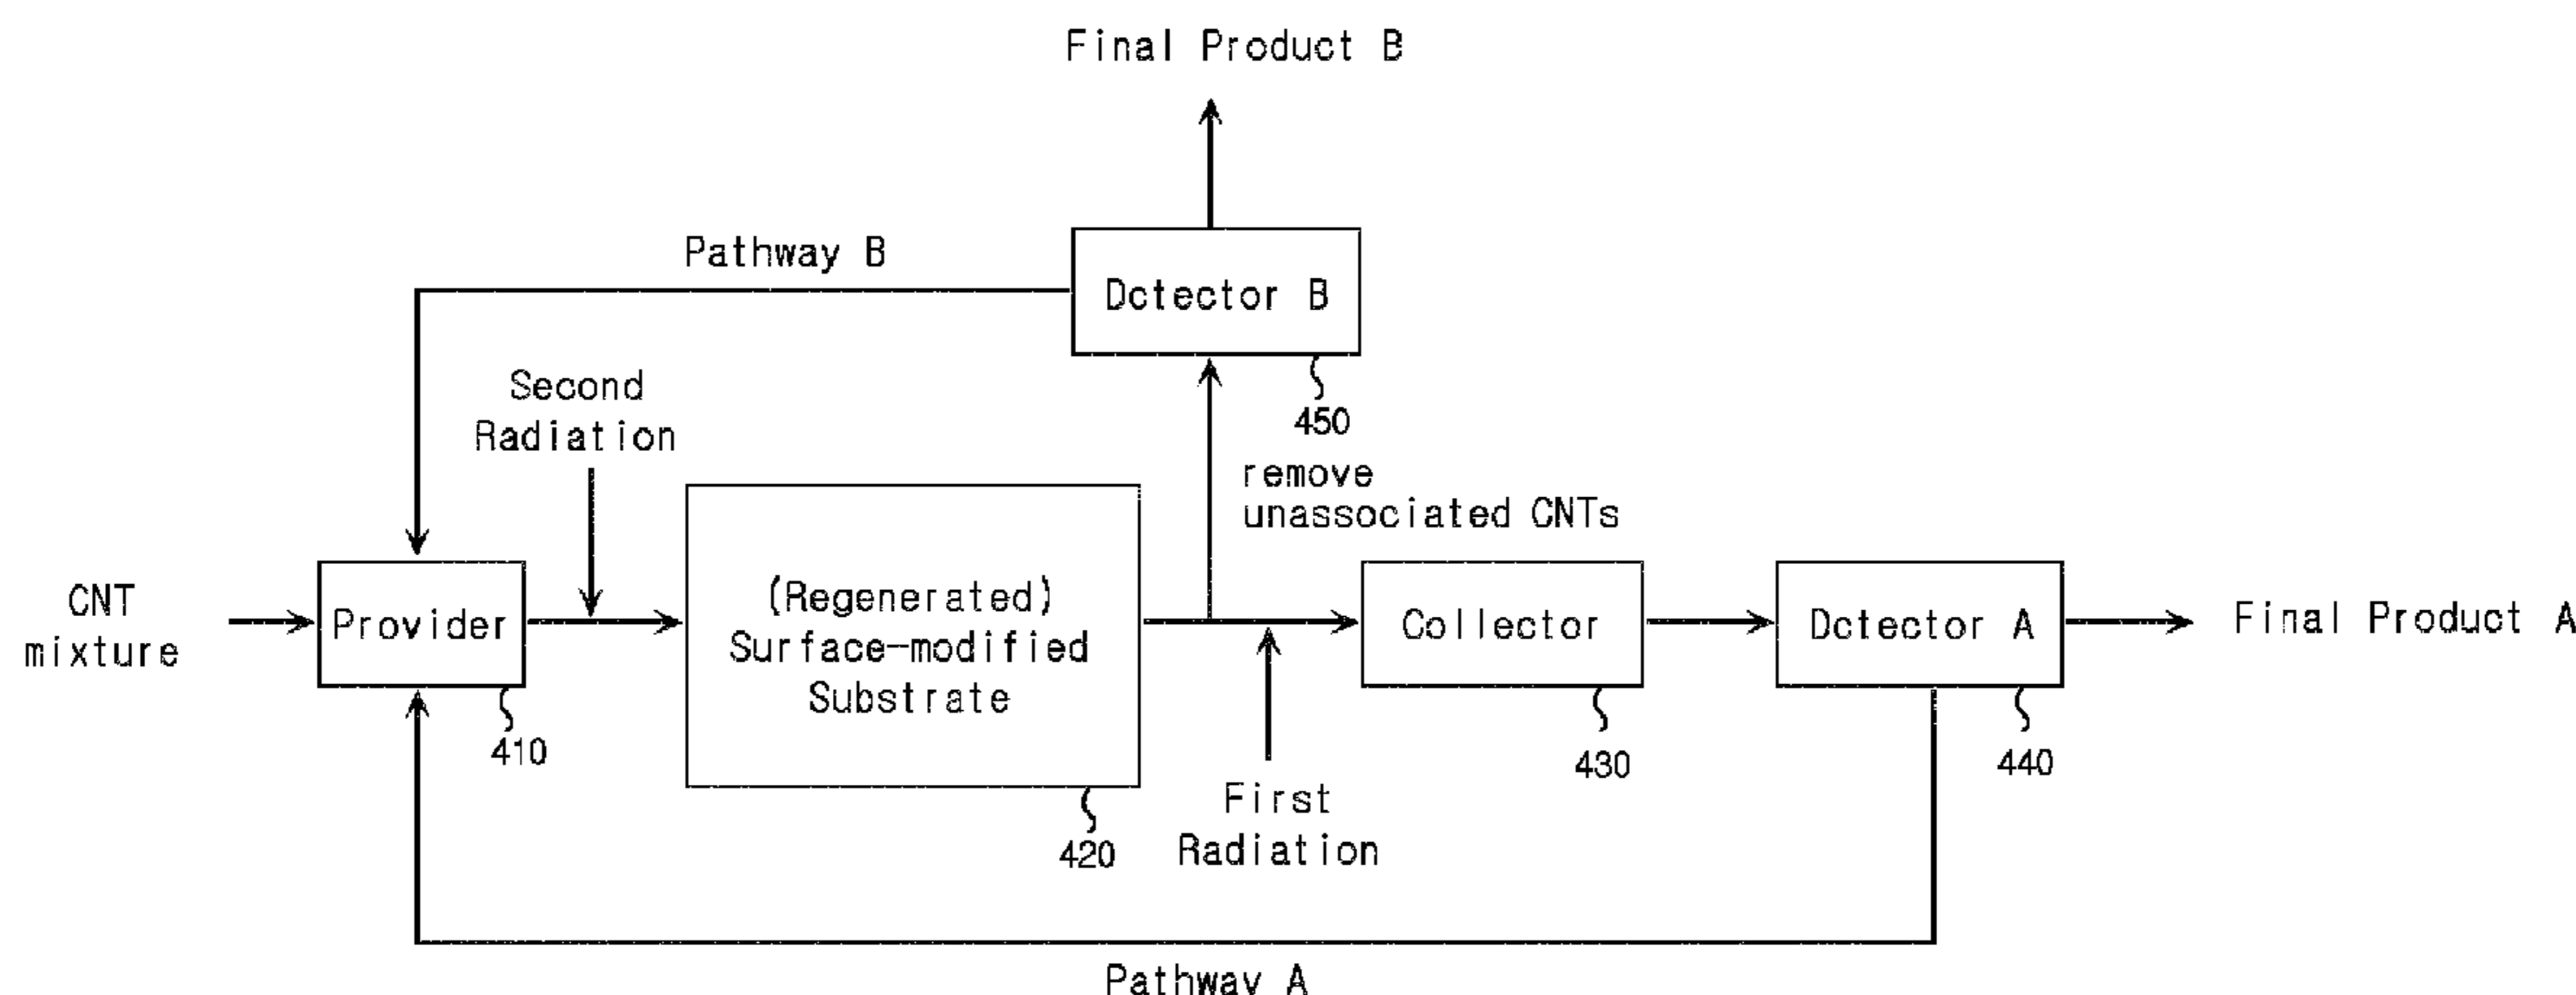 Final Product B
Pathway B
Dctector B
450
Second
Radiation
remove
unassociated CNTs
CNT
mixture
Provider
410
(Regenerated)
Surface-modified
Substrate
420
First
Radiation
Collector
430
Dctector A
440
Final Product A
Pathway A